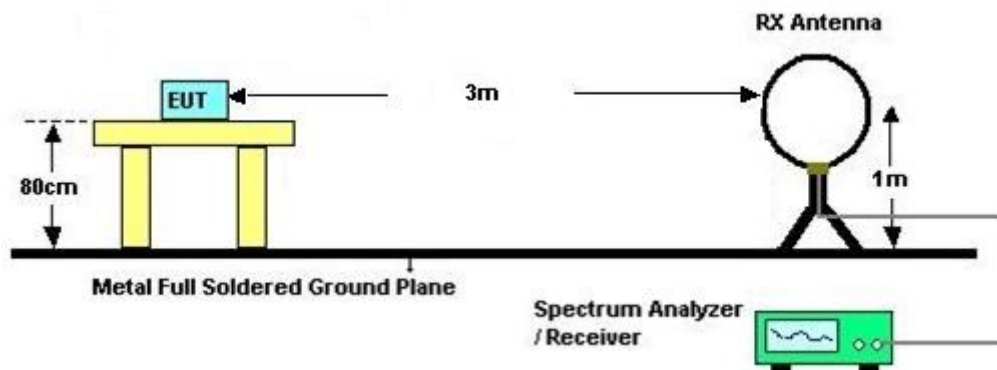 RX Antenna
EUT
3m
80cm
1m
Metal Full Soldered Ground Plane
Spectrum Analyzer
/ Receiver